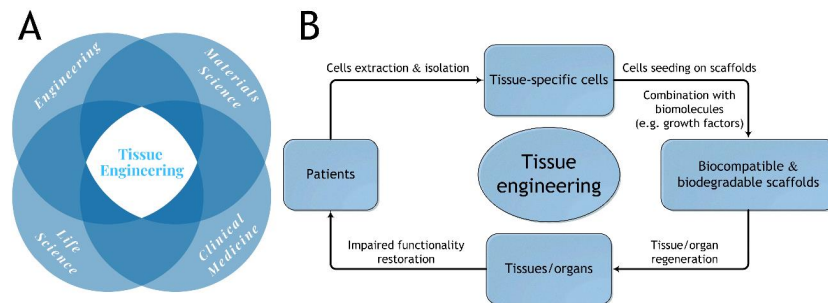 A
Engineering
Materials
Science
Tissue
Engineering
Life
Science
Clinical
Medicine
B
Cells extraction & isolation
Tissue-specific cells
Cells seeding on scaffolds
Combination with
biomolecules
(e.g. growth factors)
Patients
Tissue
engineering
Biocompatible &
biodegradable scaffolds
Impaired functionality
restoration
Tissues/organs
Tissue/organ
regeneration